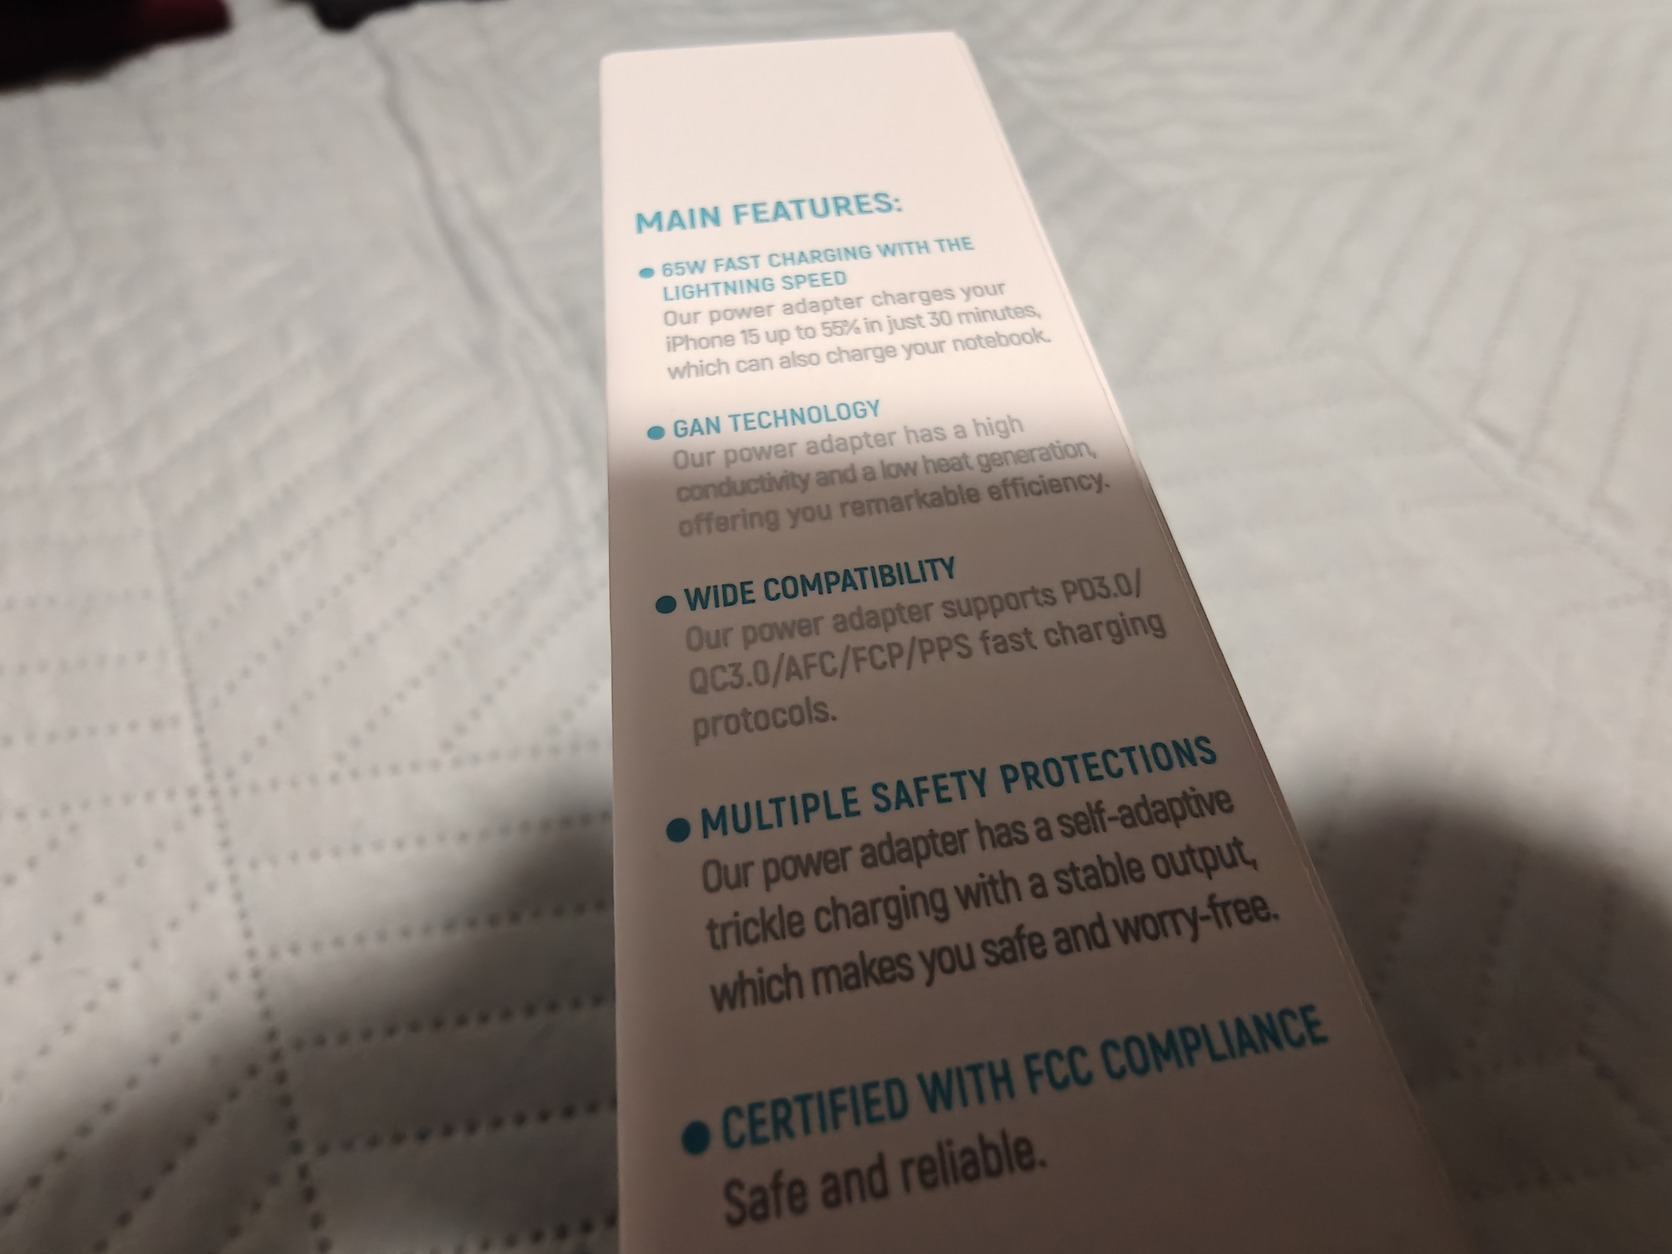 MAIN FEATURES:
● 65W FAST CHARGING WITH THE
LIGHTNING SPEED
Our power adapter charges your
iPhone 15 up to 55% in just 30 minutes,
which can also charge your notebook.
● GAN TECHNOLOGY
Our power adapter has a high
conductivity and a low heat generation,
offering you remarkable efficiency.
● WIDE COMPATIBILITY
Our power adapter supports PD3.0/
QC3.0/AFC/FCP/PPS fast charging
protocols.
● MULTIPLE SAFETY PROTECTIONS
Our power adapter has a self-adaptive
trickle charging with a stable output,
which makes you safe and worry-free.
● CERTIFIED WITH FCC COMPLIANCE
Safe and reliable.